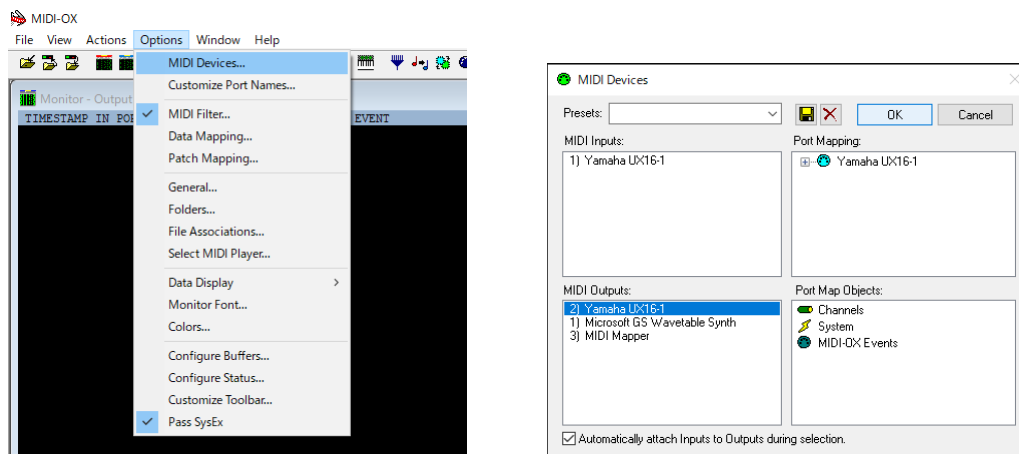 MIDI-OX
File View Actions Options Window Help
Monitor - Output
TIMESTAMP IN POR EVENT
MIDI Devices...
Customize Port Names...
MIDI Filter...
Data Mapping...
Patch Mapping...
General...
Folders...
File Associations...
Select MIDI Player...
Data Display
Monitor Font...
Colors...
Configure Buffers...
Configure Status...
Customize Toolbar...
Pass SysEx
MIDI Devices
Presets: OK Cancel
MIDI Inputs:
1) Yamaha UX16-1
Port Mapping:
Yamaha UX16-1
MIDI Outputs:
2) Yamaha UX16-1
1) Microsoft GS Wavetable Synth
3) MIDI Mapper
Port Map Objects:
Channels
System
MIDI-OX Events
Automatically attach Inputs to Outputs during selection.